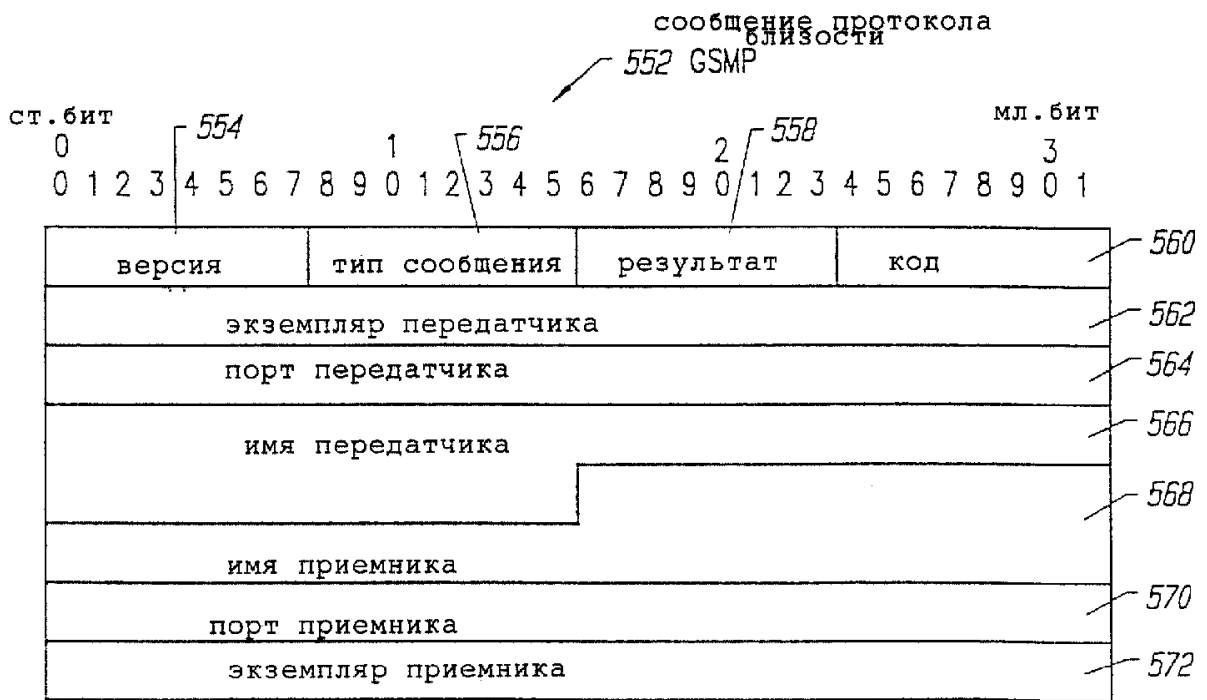 сообщение протокола
близости
552 GSMP
ст.бит мл.бит
554 556 558
0 1 2 3
0 1 2 3 4 5 6 7 8 9 0 1 2 3 4 5 6 7 8 9 0 1 2 3 4 5 6 7 8 9 0 1
версия тип сообщения результат код 560
экземпляр передатчика 562
порт передатчика 564
имя передатчика 566
568
имя приемника
порт приемника 570
экземпляр приемника 572